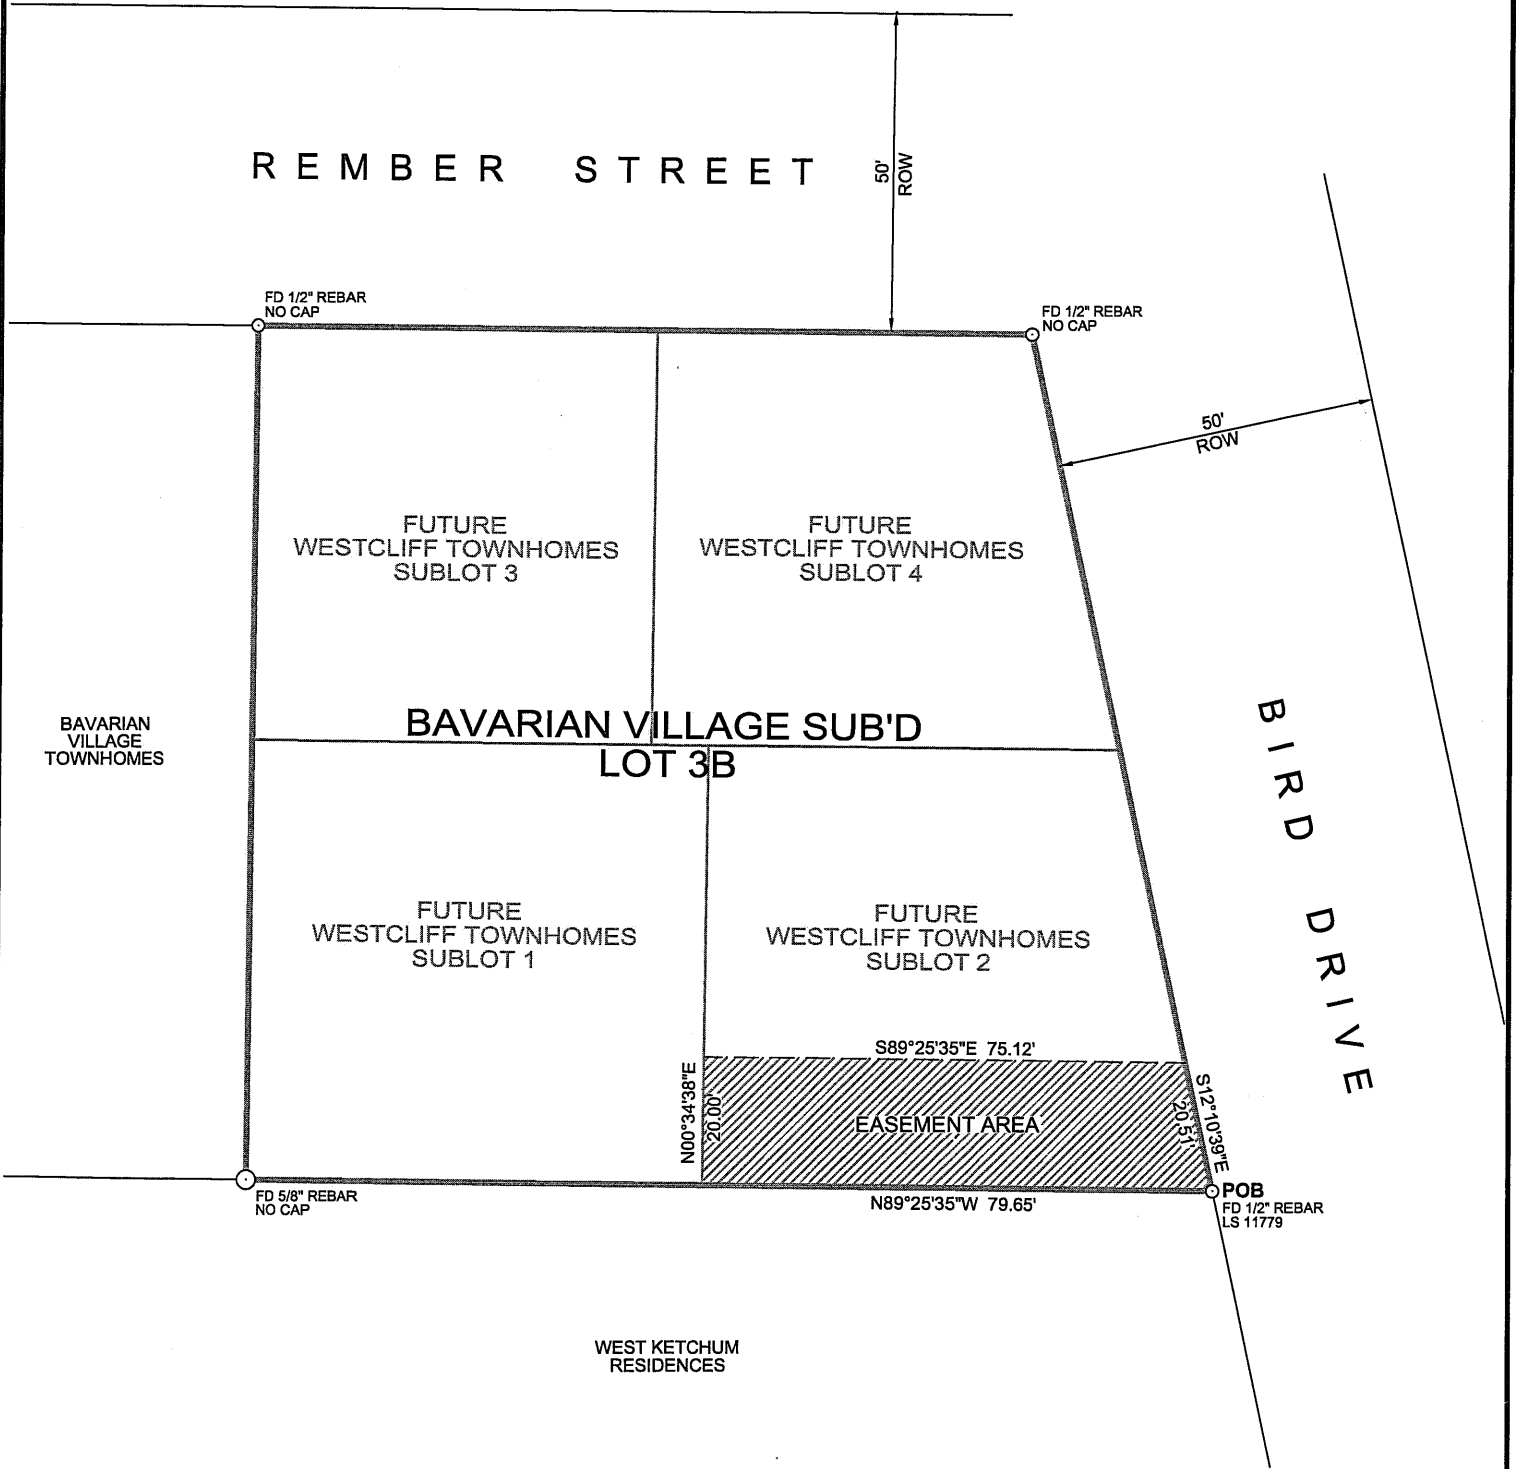 REMBER STREET
50'
ROW
FD 1/2" REBAR
NO CAP
FD 1/2" REBAR
NO CAP
50'
ROW
FUTURE
WESTCLIFF TOWNHOMES
SUBLOT 3
FUTURE
WESTCLIFF TOWNHOMES
SUBLOT 4
BAVARIAN
VILLAGE
TOWNHOMES
BAVARIAN VILLAGE SUB'D
LOT 3B
BIRD DRIVE
FUTURE
WESTCLIFF TOWNHOMES
SUBLOT 1
FUTURE
WESTCLIFF TOWNHOMES
SUBLOT 2
S89°25'35"E 75.12'
N00°34'38"E
20.00'
EASEMENT AREA
S12°10'39"E
20.51'
N89°25'35"W 79.65'
POB
FD 1/2" REBAR
LS 11779
FD 5/8" REBAR
NO CAP
WEST KETCHUM
RESIDENCES